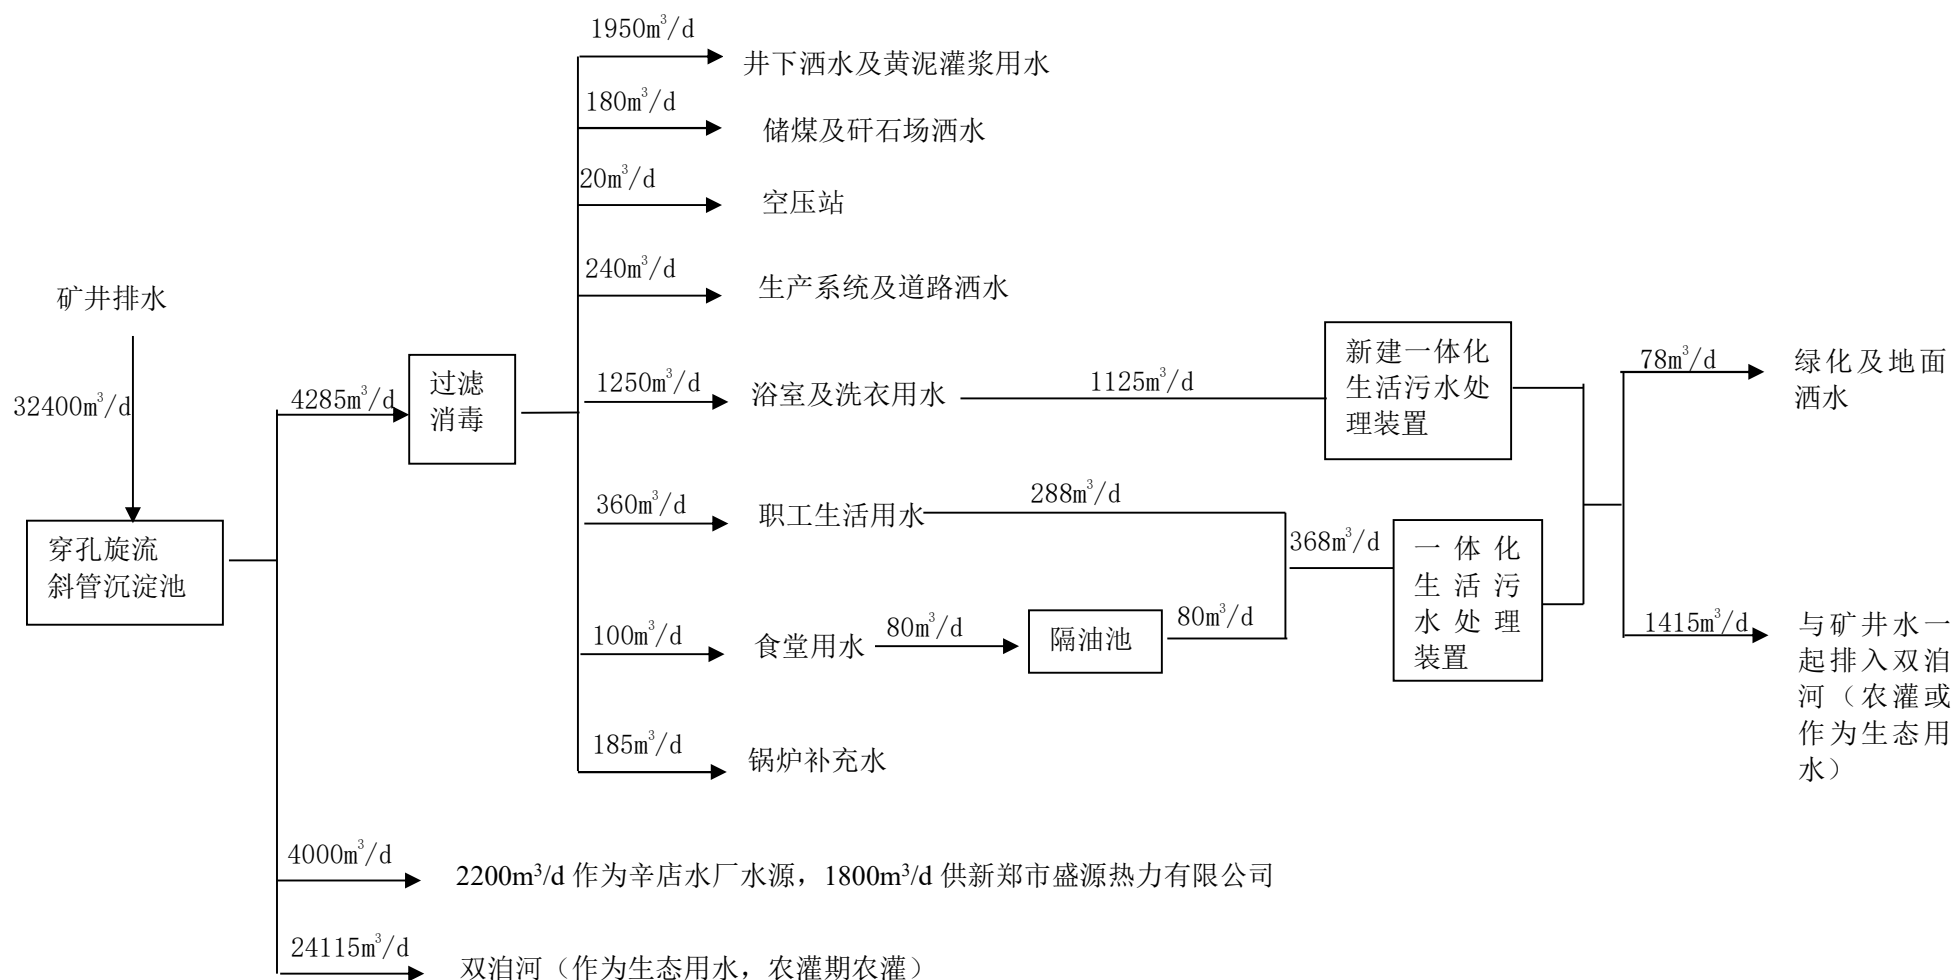 1950m³/d
井下洒水及黄泥灌浆用水
180m³/d
储煤及矸石场洒水
20m³/d
空压站
240m³/d
生产系统及道路洒水
矿井排水
32400m³/d
穿孔旋流
斜管沉淀池
4285m³/d
过滤
消毒
1250m³/d
浴室及洗衣用水
1125m³/d
新建一体化
生活污水处
理装置
78m³/d
绿化及地面
洒水
360m³/d
职工生活用水
288m³/d
368m³/d
一体化
生活污
水处理
装置
100m³/d
食堂用水
80m³/d
隔油池
80m³/d
1415m³/d
与矿井水一
起排入双洎
河（农灌或
作为生态用
水）
185m³/d
锅炉补充水
4000m³/d
2200m³/d 作为辛店水厂水源，1800m³/d 供新郑市盛源热力有限公司
24115m³/d
双洎河（作为生态用水，农灌期农灌）